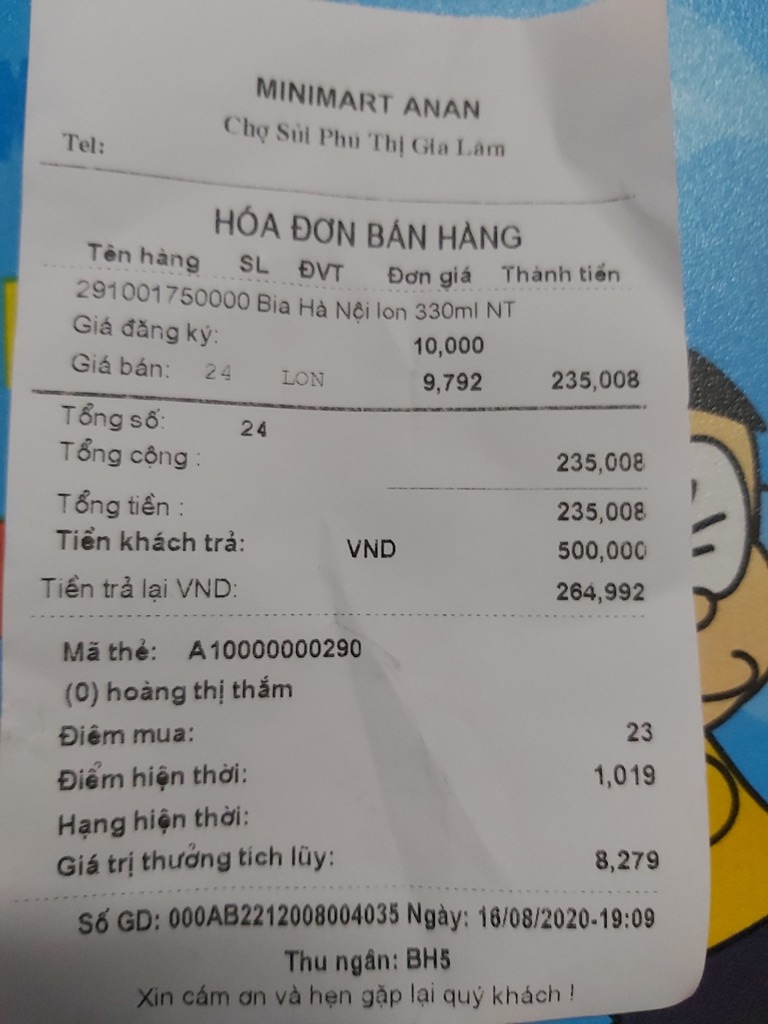 MINIMART ANAN
Chợ Sủi Phú Thị Gia Lâm
Tel:
HÓA ĐƠN BÁN HÀNG
Tên hàng SL ĐVT Đơn giá Thành tiền
291001750000 Bia Hà Nội lon 330ml NT
Giá đăng ký: 10,000
Giá bán: 24 LON 9,792 235,008
Tổng số: 24
Tổng cộng : 235,008
Tổng tiền : 235,008
Tiền khách trả: VND 500,000
Tiền trả lại VND: 264,992
Mã thẻ: A10000000290
(0) hoàng thị thắm
Điểm mua: 23
Điểm hiện thời: 1,019
Hạng hiện thời:
Giá trị thưởng tích lũy: 8,279
Số GD: 000AB2212008004035 Ngày: 16/08/2020-19:09
Thu ngân: BH5
Xin cám ơn và hẹn gặp lại quý khách !